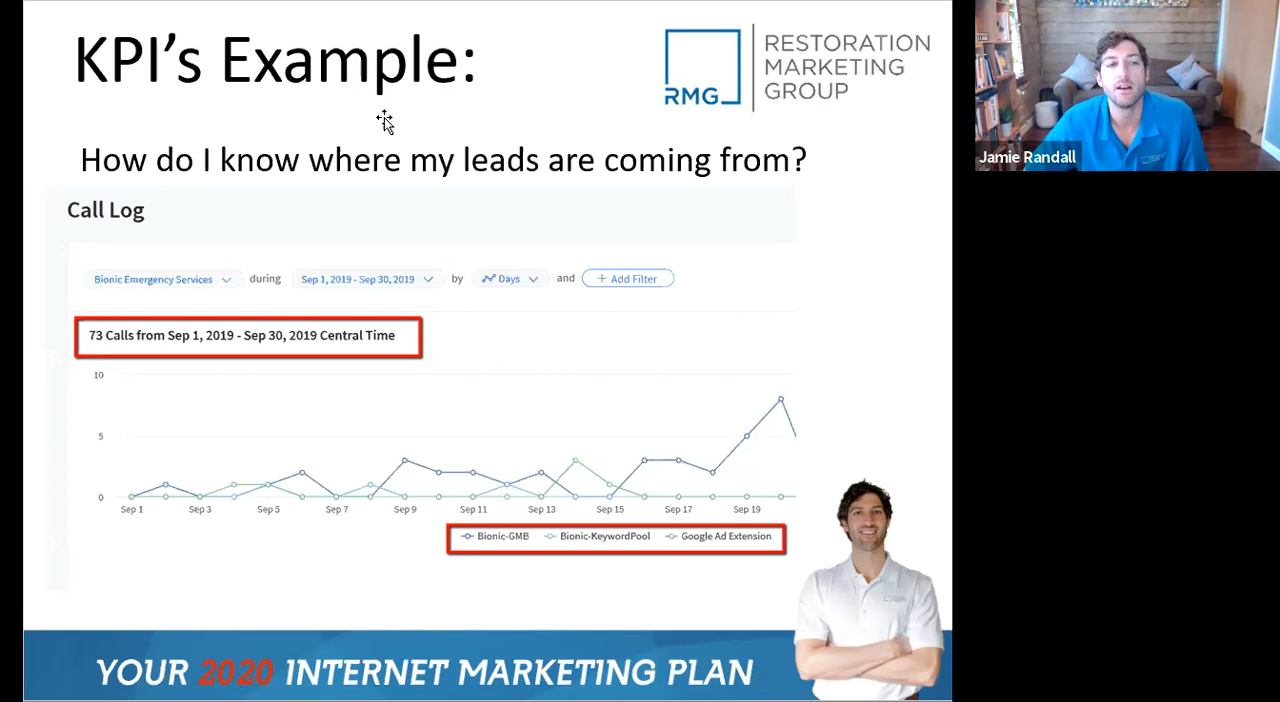 KPI's Example:
RMG
RESTORATION
MARKETING
GROUP
Jamie Randall
How do I know where my leads are coming from?
Call Log
Bionic Emergency Services during Sep 1, 2019 - Sep 30, 2019 by Days and + Add Filter
73 Calls from Sep 1, 2019 - Sep 30, 2019 Central Time
10
5
0
Sep 1 Sep 3 Sep 5 Sep 7 Sep 9 Sep 11 Sep 13 Sep 15 Sep 17 Sep 19
Bionic-GMB Bionic-KeywordPool Google Ad Extension
YOUR 2020 INTERNET MARKETING PLAN